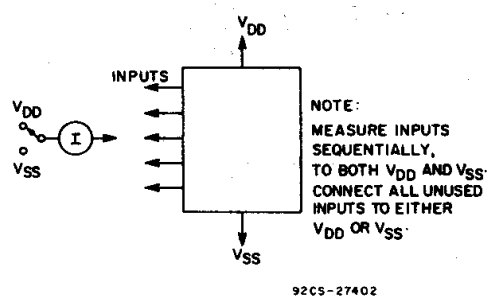 VDD
INPUTS
VDD
I
VSS
NOTE:
MEASURE INPUTS
SEQUENTIALLY,
TO BOTH VDD AND VSS.
CONNECT ALL UNUSED
INPUTS TO EITHER
VDD OR VSS.
VSS
92CS-27402